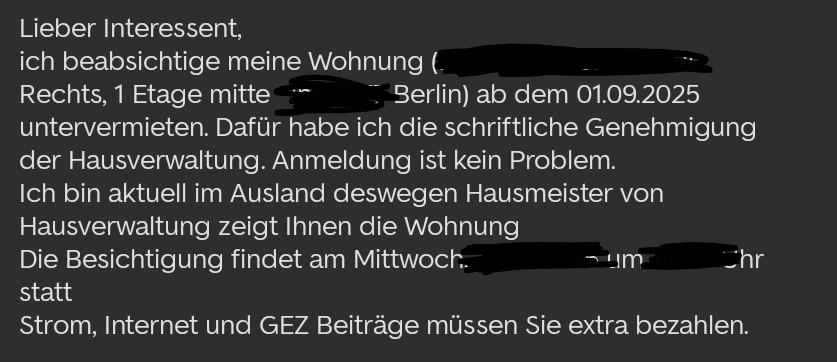 Lieber Interessent,
ich beabsichtige meine Wohnung (
Rechts, 1 Etage mitte Berlin) ab dem 01.09.2025
untervermieten. Dafür habe ich die schriftliche Genehmigung
der Hausverwaltung. Anmeldung ist kein Problem.
Ich bin aktuell im Ausland deswegen Hausmeister von
Hausverwaltung zeigt Ihnen die Wohnung
Die Besichtigung findet am Mittwoch um Uhr
statt
Strom, Internet und GEZ Beiträge müssen Sie extra bezahlen.